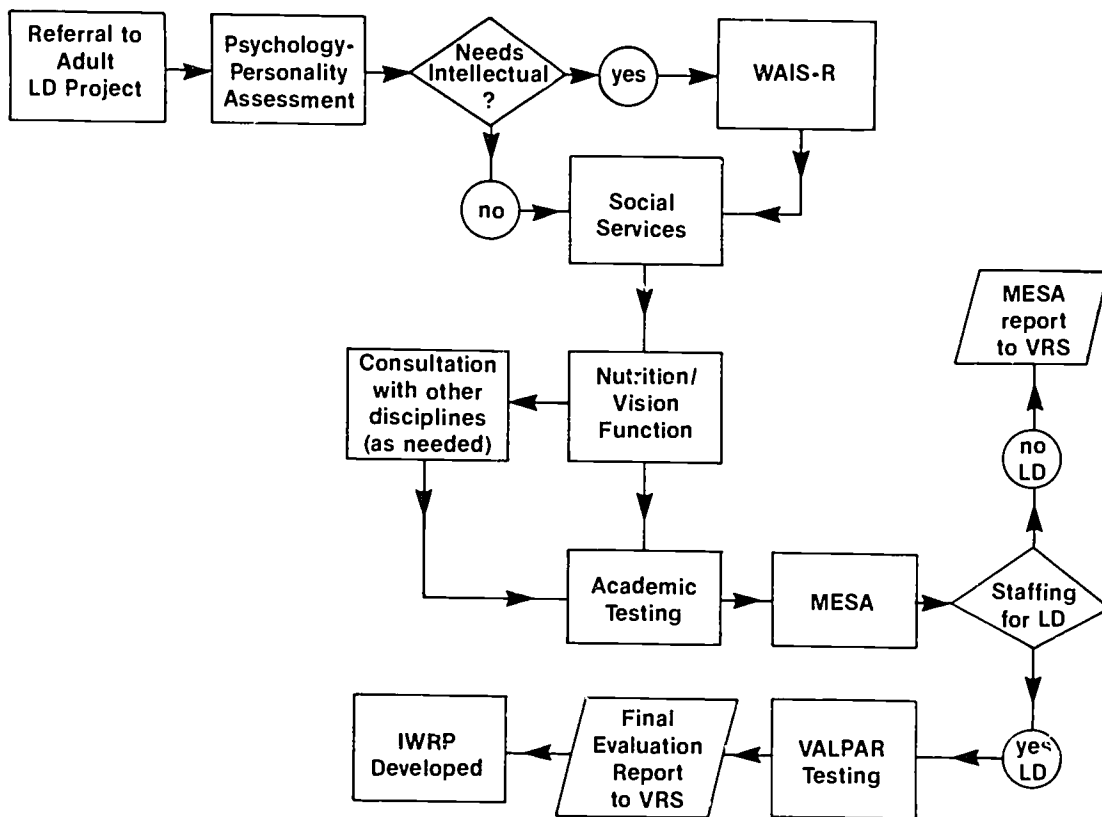 Referral to
Adult
LD Project
Psychology-
Personality
Assessment
Needs
Intellectual
?
yes
WAIS-R
no
Social
Services
Consultation
with other
disciplines
(as needed)
Nutrition/
Vision
Function
Academic
Testing
MESA
Staffing
for LD
no
LD
MESA
report
to VRS
yes
LD
VALPAR
Testing
Final
Evaluation
Report
to VRS
IWRP
Developed